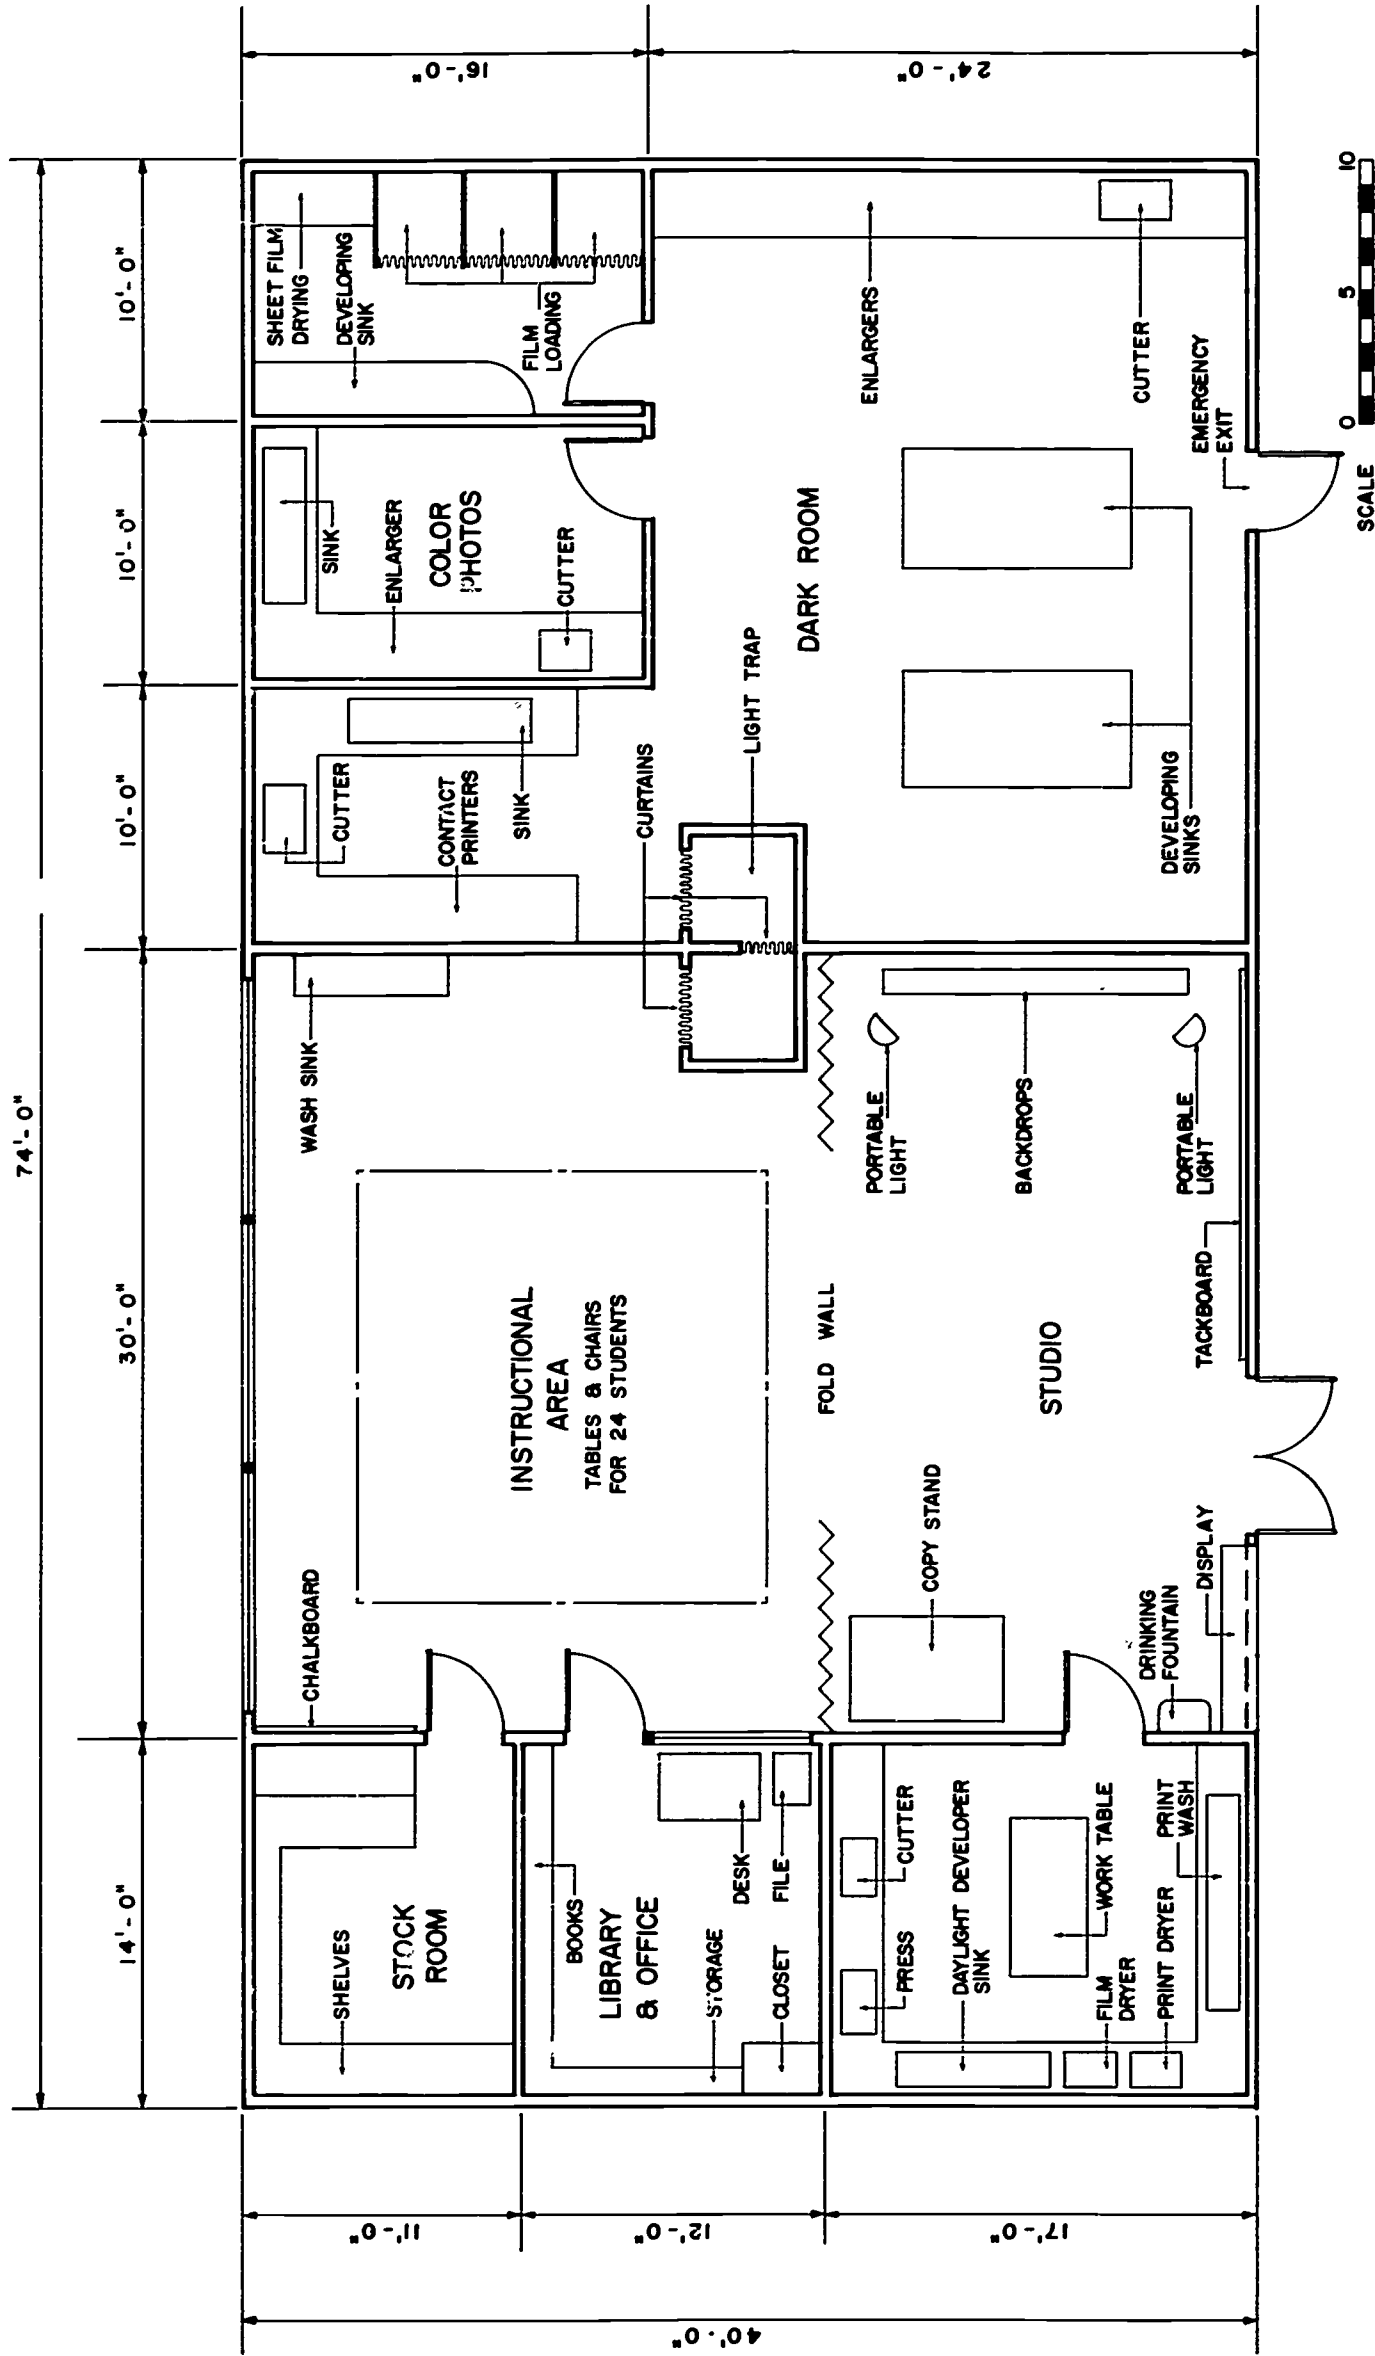 74'-0"
14'-0"
30'-0"
10'-0"
10'-0"
10'-0"
40'-0"
11'-0"
12'-0"
17'-0"
16'-0"
24'-0"
SHELVES
STOCK
ROOM
CHALKBOARD
WASH SINK
CUTTER
CONTACT
PRINTERS
SINK
SINK
ENLARGER
COLOR
PHOTOS
CUTTER
SHEET FILM
DRYING
DEVELOPING
SINK
FILM
LOADING
BOOKS
LIBRARY
& OFFICE
STORAGE
DESK
CLOSET
FILE
INSTRUCTIONAL
AREA
TABLES & CHAIRS
FOR 24 STUDENTS
CURTAINS
LIGHT TRAP
DARK ROOM
ENLARGERS
FOLD WALL
PRESS
CUTTER
DAYLIGHT DEVELOPER
SINK
WORK TABLE
FILM
DRYER
PRINT DRYER
PRINT
WASH
COPY STAND
STUDIO
DRINKING
FOUNTAIN
DISPLAY
PORTABLE
LIGHT
BACKDROPS
PORTABLE
LIGHT
TACKBOARD
DEVELOPING
SINKS
CUTTER
EMERGENCY
EXIT
SCALE
0 5 10